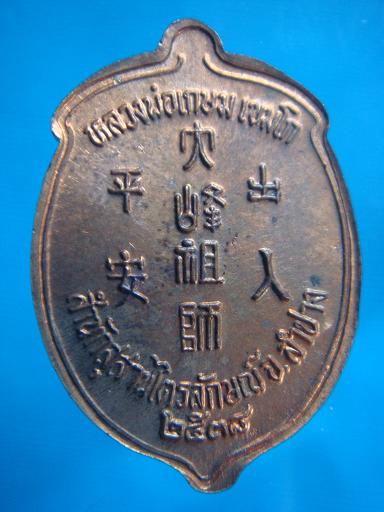 หลวงพ่อเกษม เขมโก
大峰祖師
出入
平安
สำนักสุสานไตรลักษณ์ จ.ลำปาง
๒๕๓๘